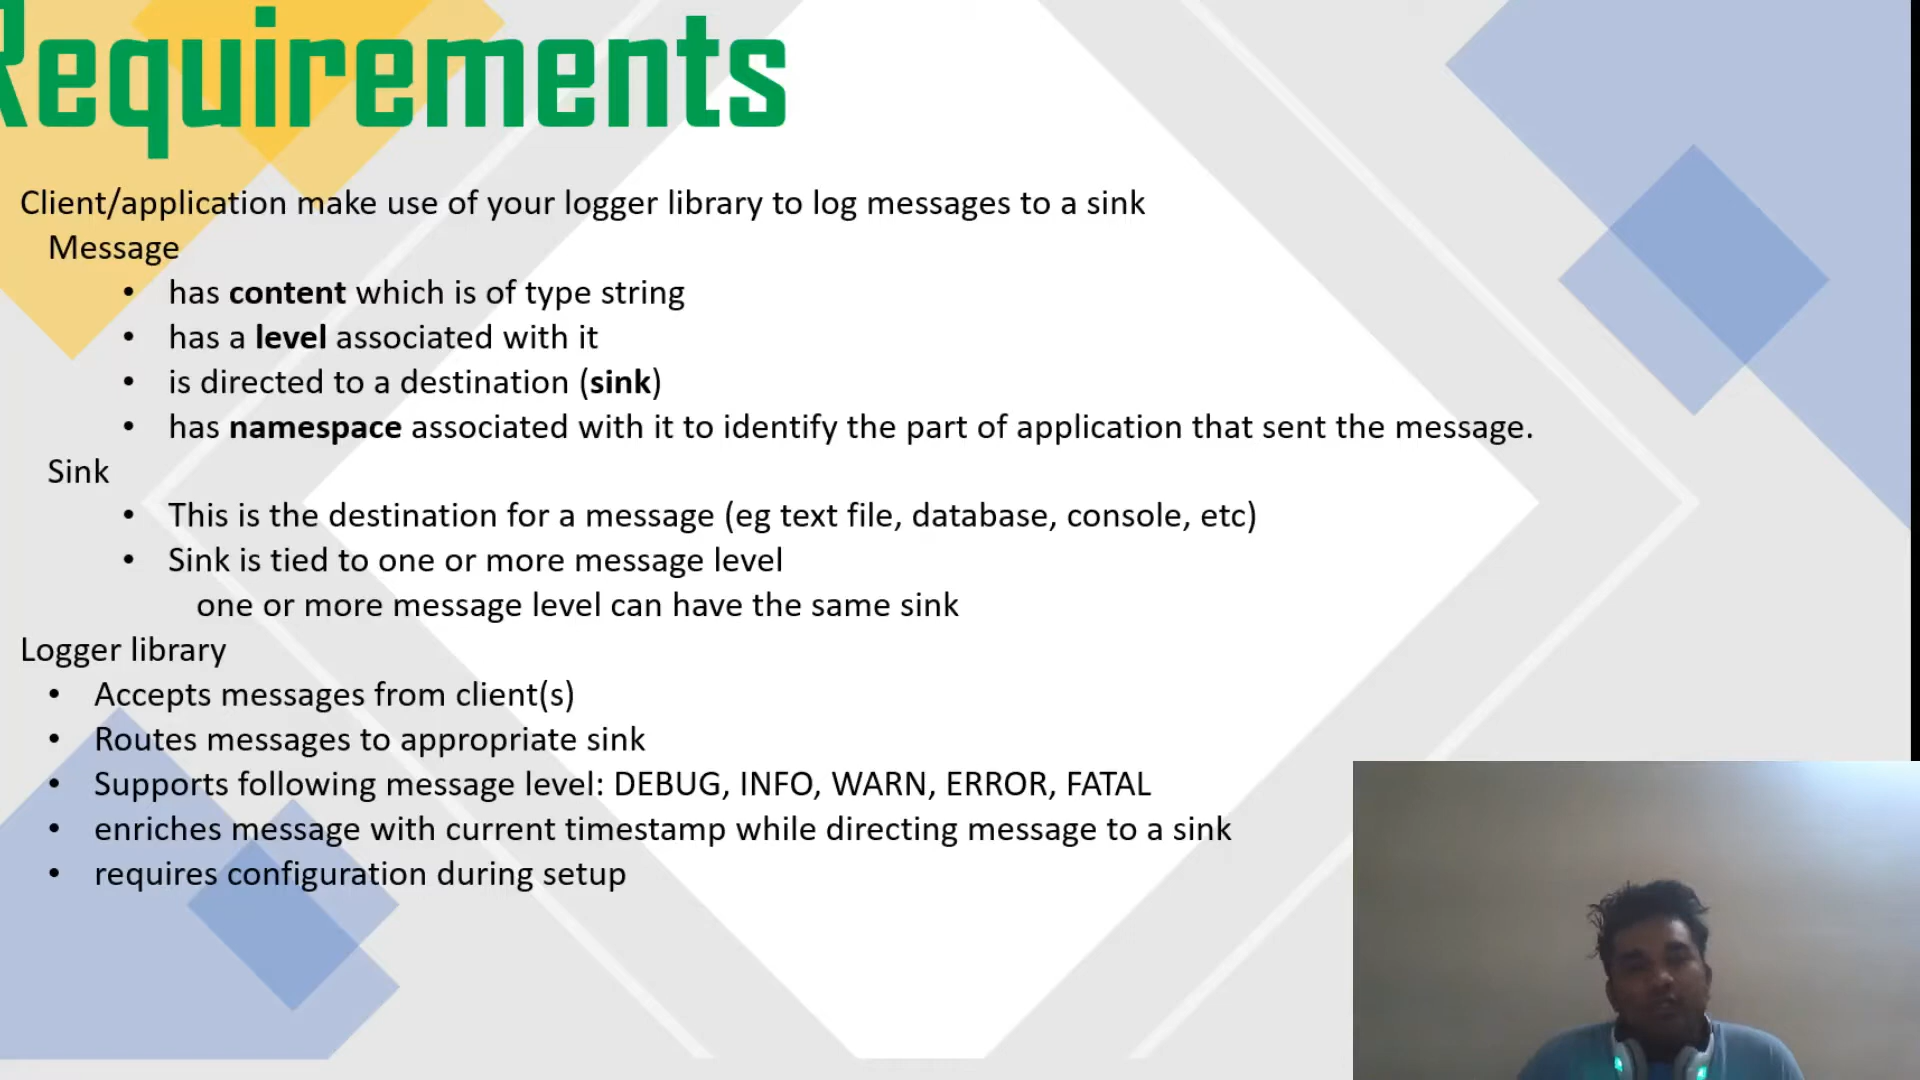 Requirements
Client/application make use of your logger library to log messages to a sink
Message
• has content which is of type string
• has a level associated with it
• is directed to a destination (sink)
• has namespace associated with it to identify the part of application that sent the message.
Sink
• This is the destination for a message (eg text file, database, console, etc)
• Sink is tied to one or more message level
one or more message level can have the same sink
Logger library
• Accepts messages from client(s)
• Routes messages to appropriate sink
• Supports following message level: DEBUG, INFO, WARN, ERROR, FATAL
• enriches message with current timestamp while directing message to a sink
• requires configuration during setup